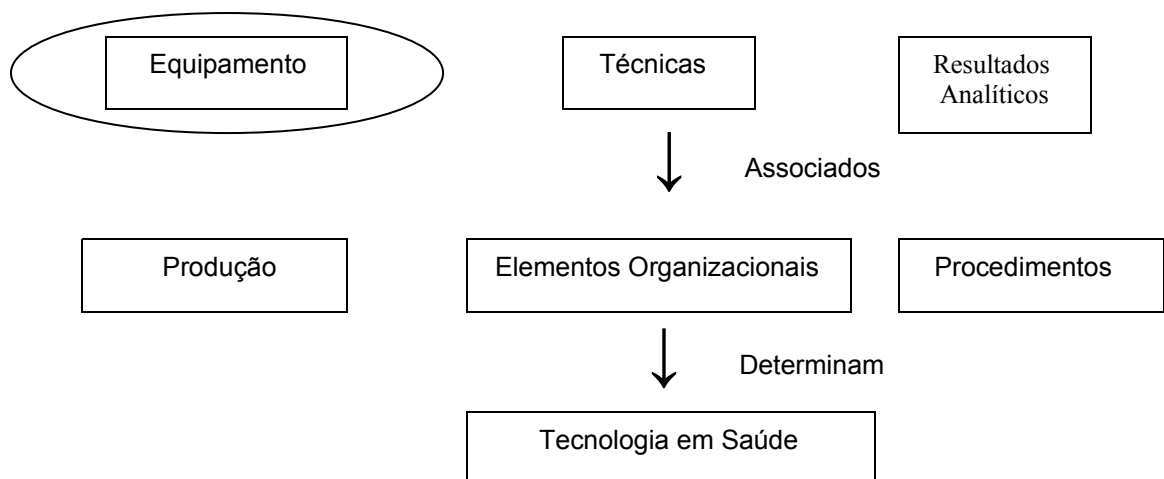 Equipamento
Técnicas
Resultados
Analíticos
Associados
Produção
Elementos Organizacionais
Procedimentos
Determinam
Tecnologia em Saúde